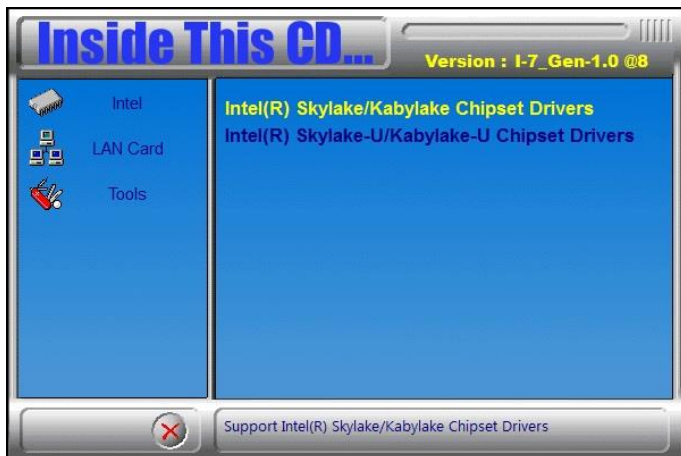 Inside This CD...
Version : I-7_Gen-1.0 @8
Intel
LAN Card
Tools
Intel(R) Skylake/Kabylake Chipset Drivers
Intel(R) Skylake-U/Kabylake-U Chipset Drivers
Support Intel(R) Skylake/Kabylake Chipset Drivers